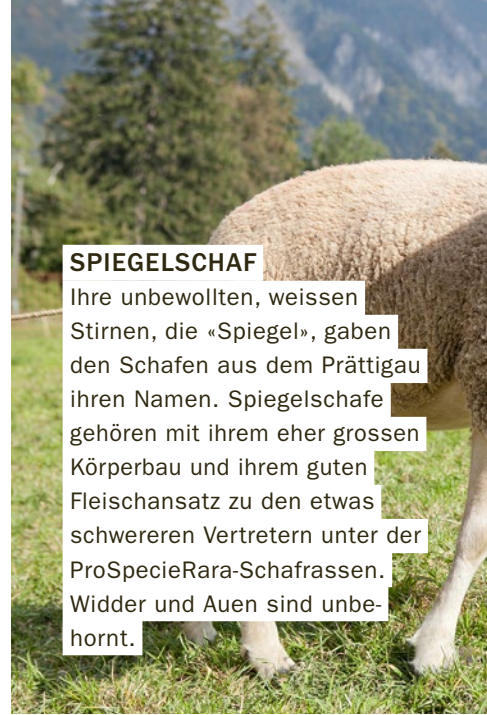 SPIEGELSCHAF
Ihre unbewollten, weissen
Stirnen, die «Spiegel», gaben
den Schafen aus dem Prättigau
ihren Namen. Spiegelschafe
gehören mit ihrem eher grossen
Körperbau und ihrem guten
Fleischansatz zu den etwas
schwereren Vertretern unter der
ProSpecieRara-Schafrassen.
Widder und Auen sind unbe-
hornt.